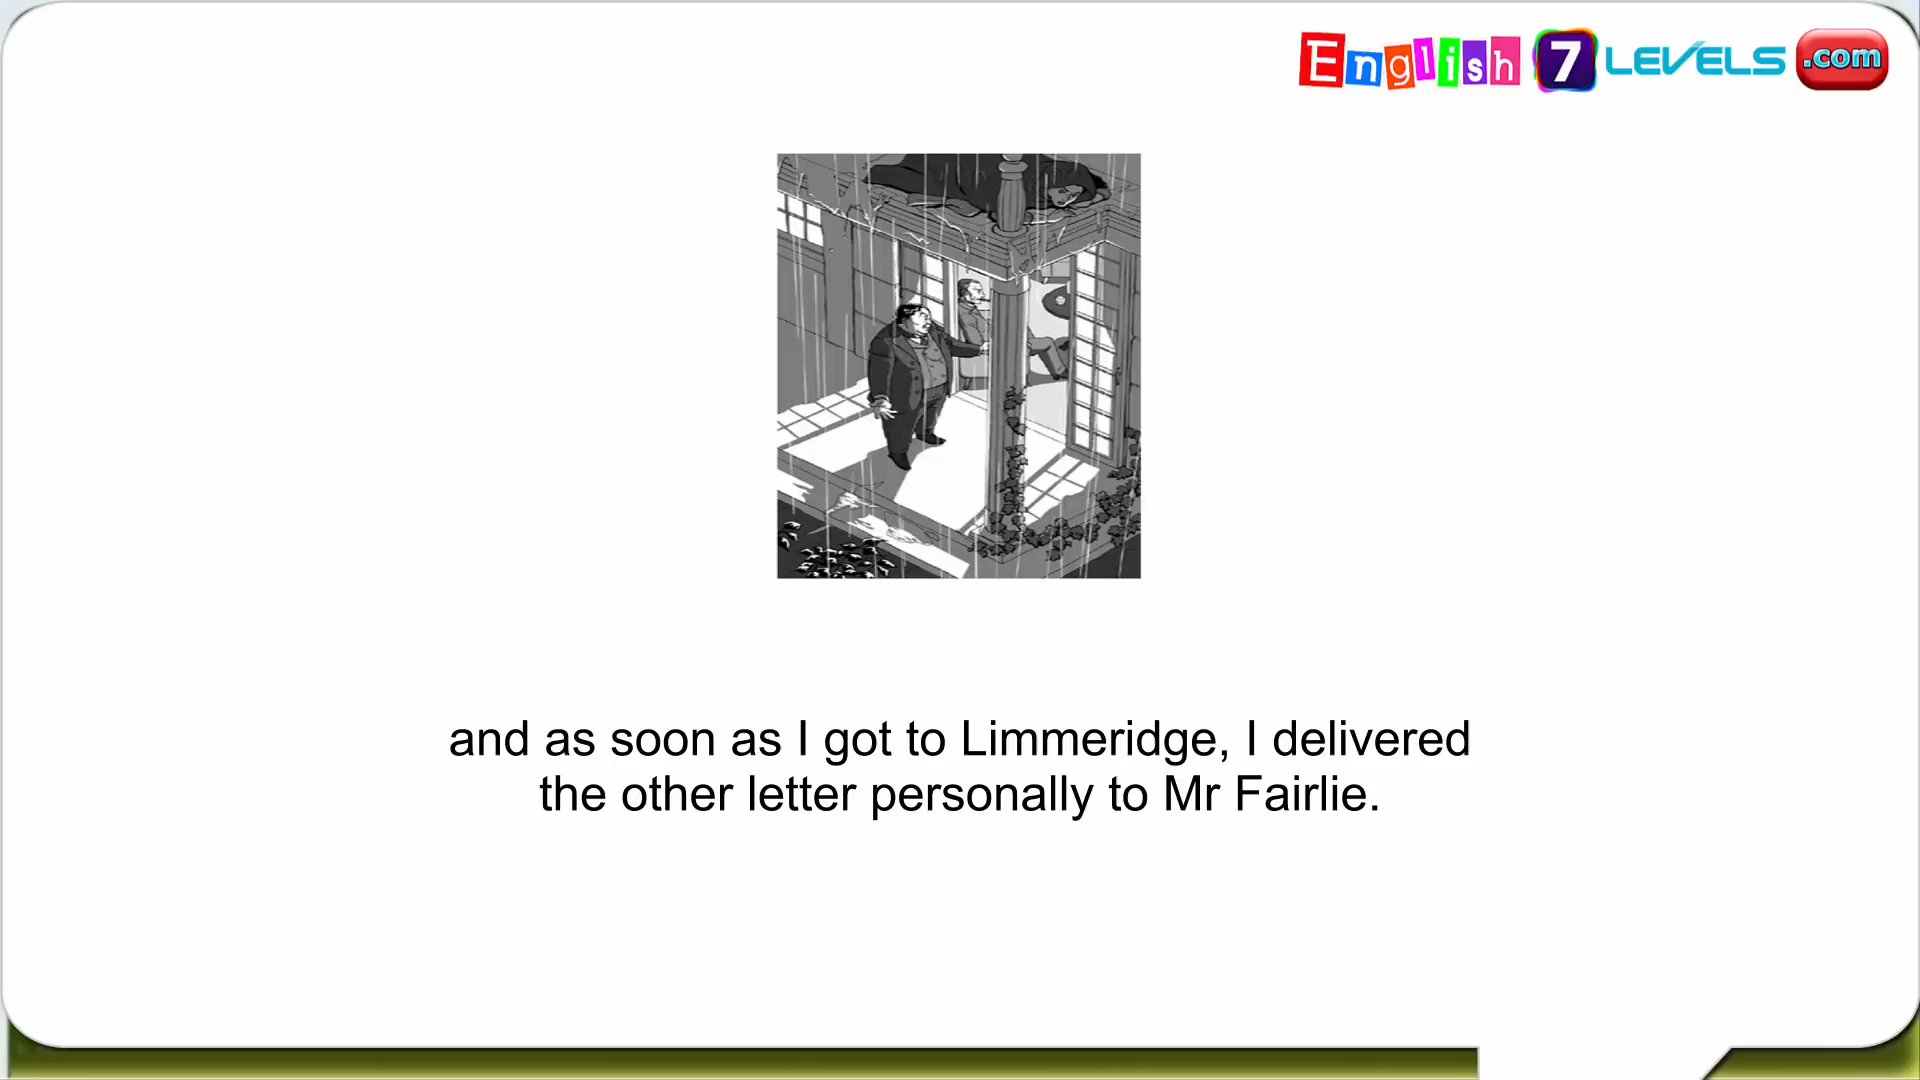 English 7 LEVELS .com
and as soon as I got to Limmeridge, I delivered
the other letter personally to Mr Fairlie.